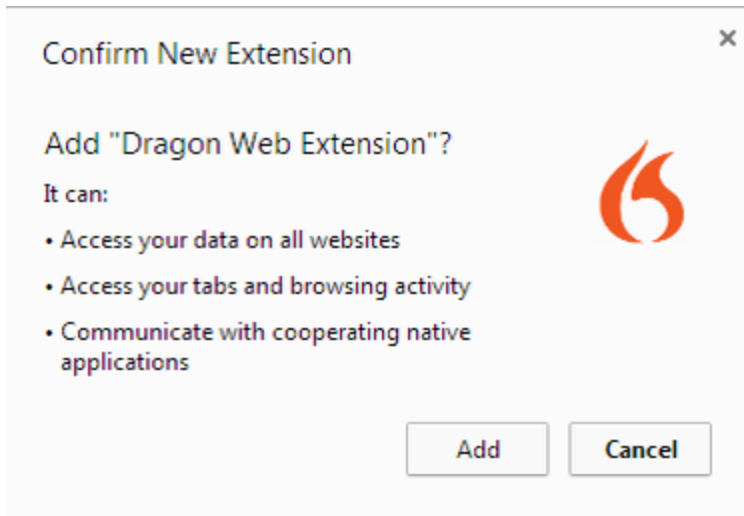 Confirm New Extension
Add "Dragon Web Extension"?
It can:
• Access your data on all websites
• Access your tabs and browsing activity
• Communicate with cooperating native
applications
Add Cancel